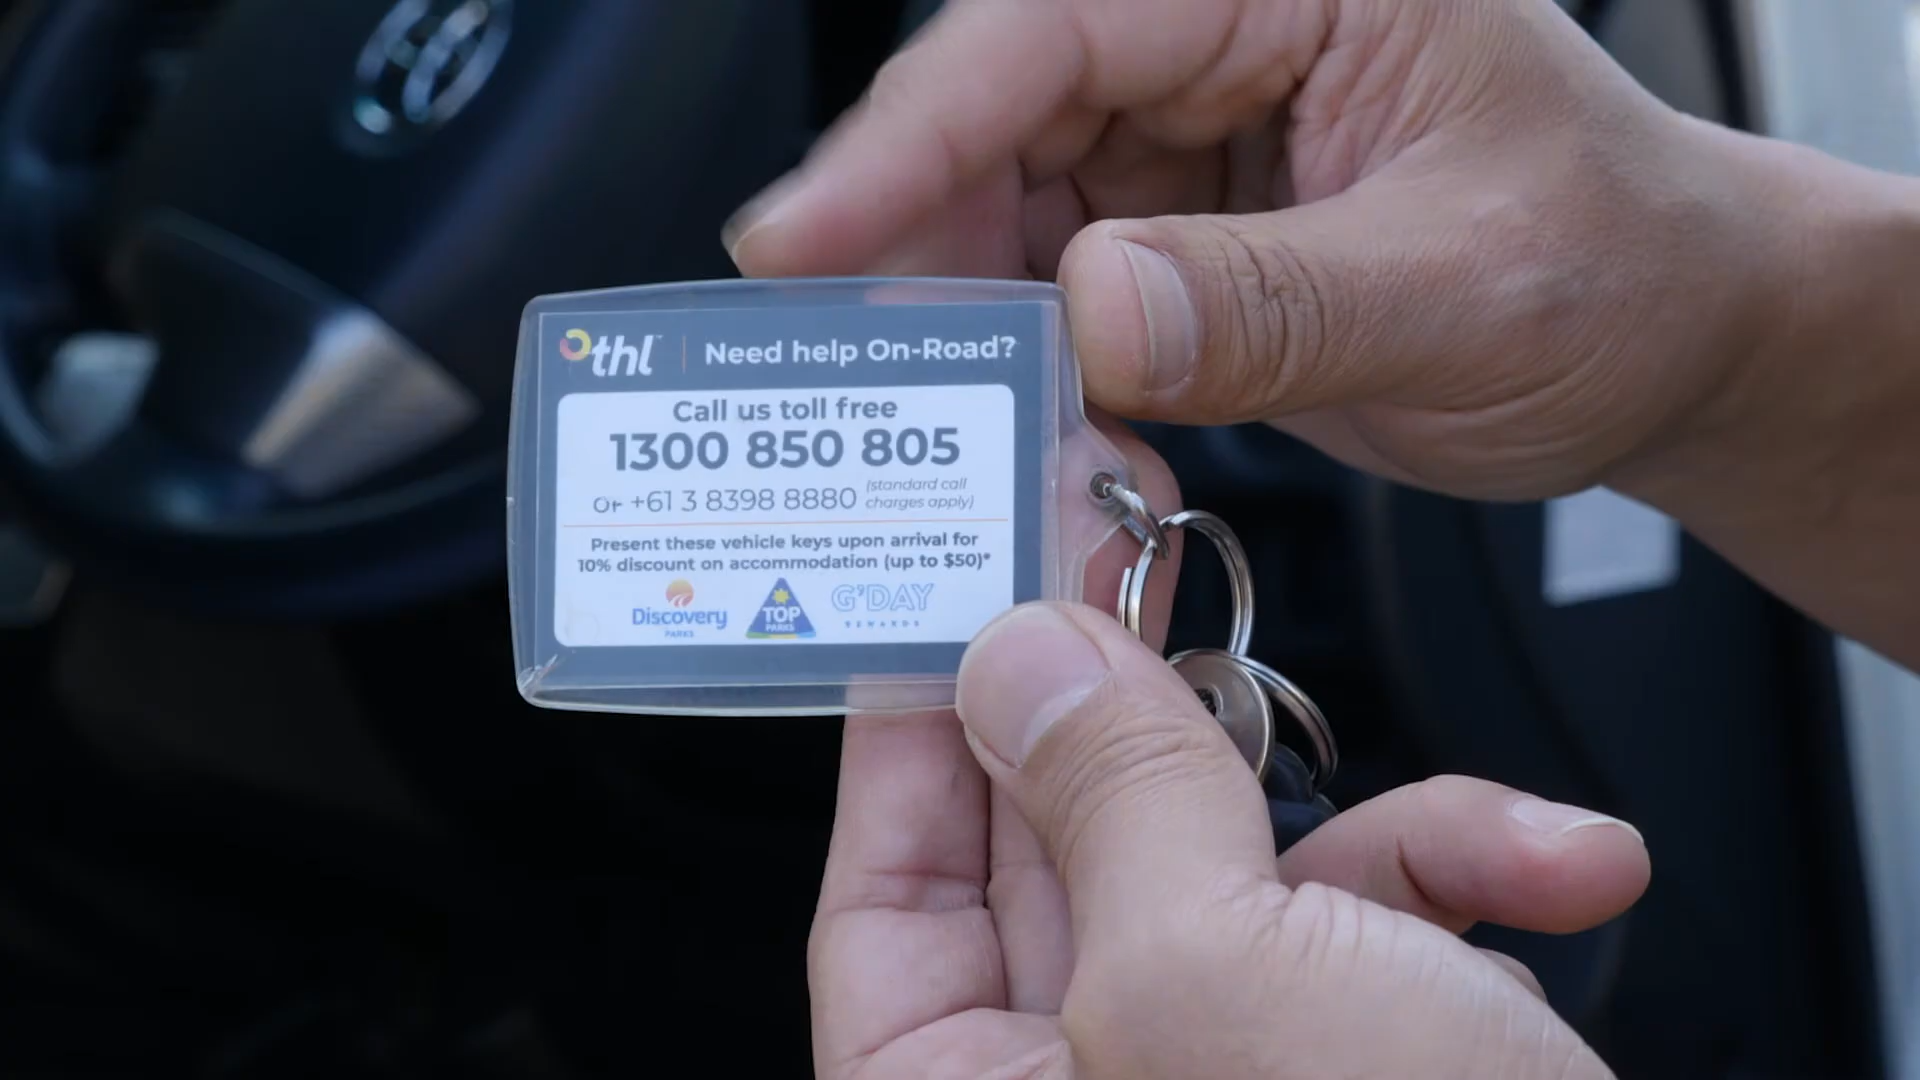 thl™ | Need help On-Road?
Call us toll free
1300 850 805
Or +61 3 8398 8880 (standard call
charges apply)
Present these vehicle keys upon arrival for
10% discount on accommodation (up to $50)*
Discovery
PARKS
TOP
PARKS
G'DAY
REWARDS